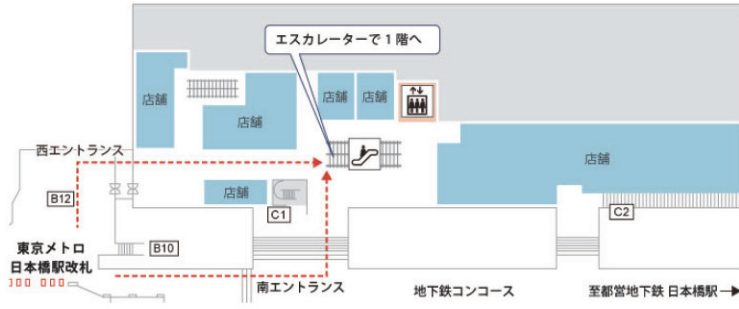 エスカレーターで1階へ
店舗
店舗
店舗
店舗
店舗
西エントランス
店舗
B12
C1
C2
東京メトロ
日本橋駅改札
B10
南エントランス
地下鉄コンコース
至都営地下鉄 日本橋駅→